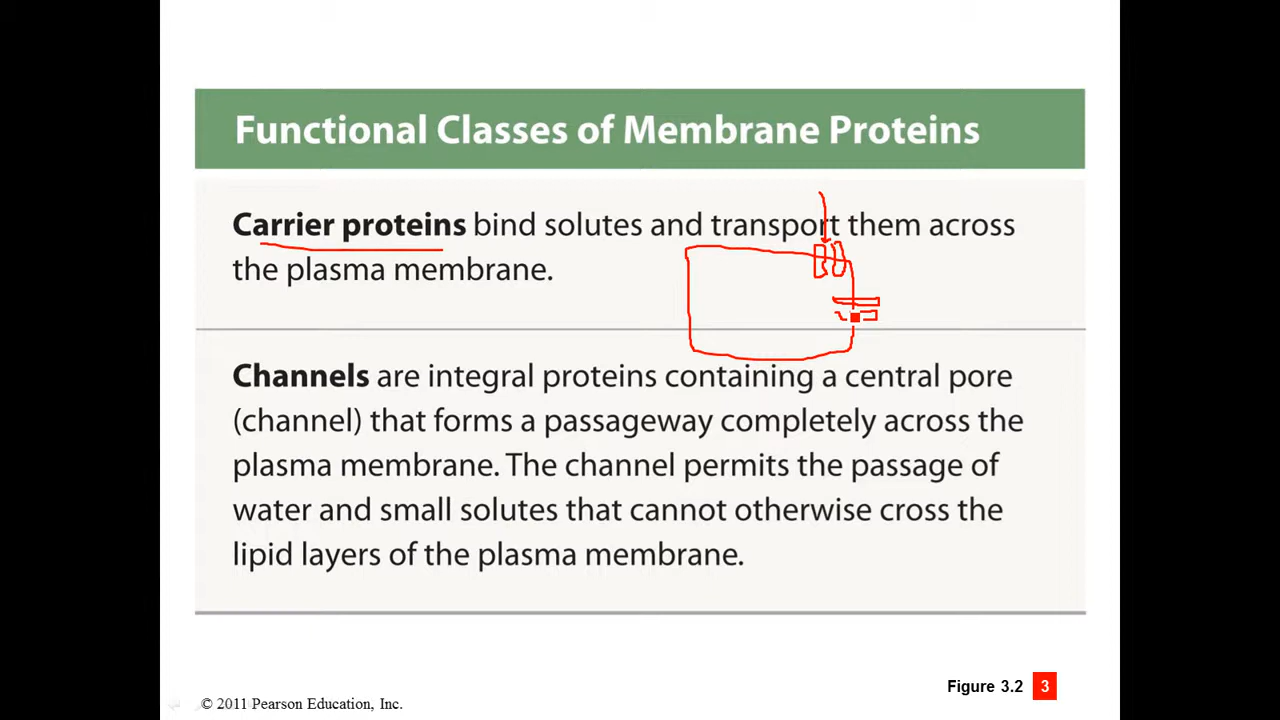 Functional Classes of Membrane Proteins
Carrier proteins bind solutes and transport them across
the plasma membrane.
Channels are integral proteins containing a central pore
(channel) that forms a passageway completely across the
plasma membrane. The channel permits the passage of
water and small solutes that cannot otherwise cross the
lipid layers of the plasma membrane.
Figure 3.2 3
© 2011 Pearson Education, Inc.